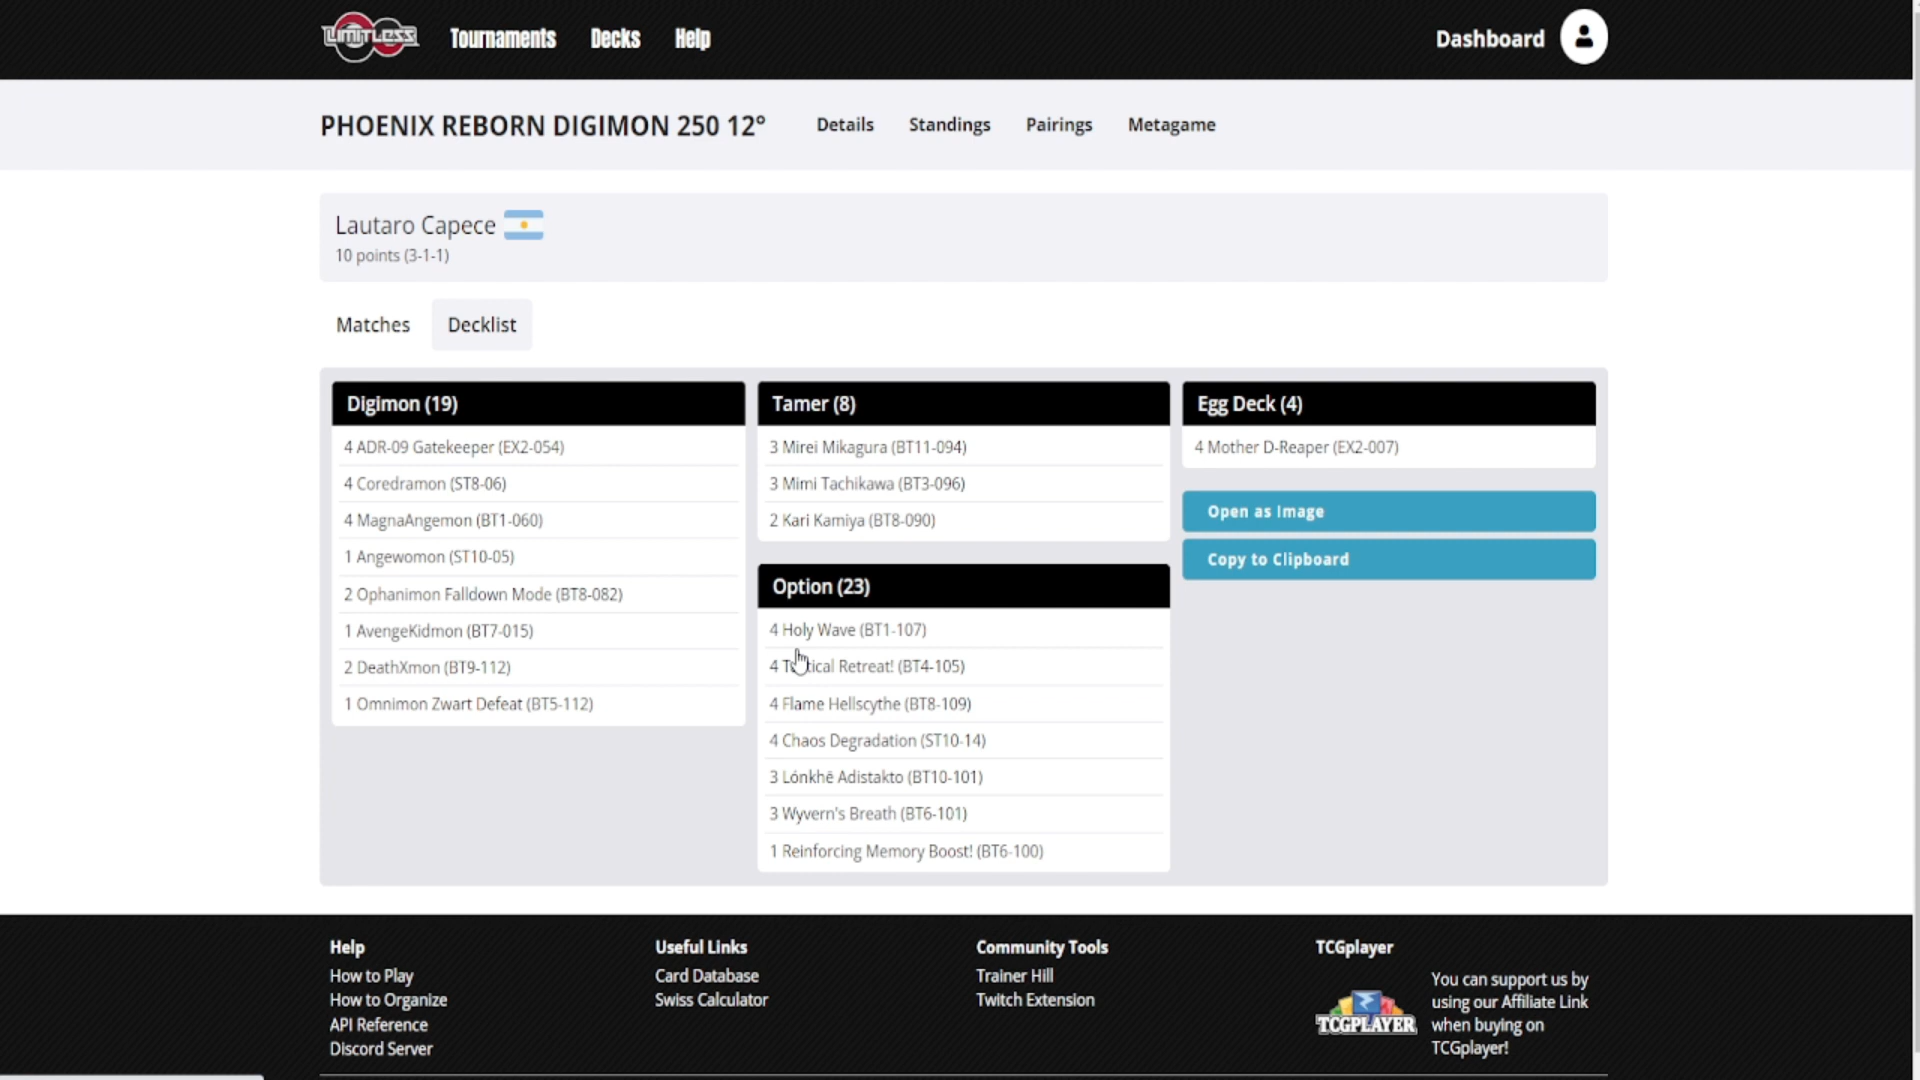 LIMITLESS Tournaments Decks Help Dashboard
PHOENIX REBORN DIGIMON 250 12° Details Standings Pairings Metagame
Lautaro Capece
10 points (3-1-1)
Matches Decklist
Digimon (19)
4 ADR-09 Gatekeeper (EX2-054)
4 Coredramon (ST8-06)
4 MagnaAngemon (BT1-060)
1 Angewomon (ST10-05)
2 Ophanimon Falldown Mode (BT8-082)
1 AvengeKidmon (BT7-015)
2 DeathXmon (BT9-112)
1 Omnimon Zwart Defeat (BT5-112)
Tamer (8)
3 Mirei Mikagura (BT11-094)
3 Mimi Tachikawa (BT3-096)
2 Kari Kamiya (BT8-090)
Option (23)
4 Holy Wave (BT1-107)
4 Tactical Retreat! (BT4-105)
4 Flame Hellscythe (BT8-109)
4 Chaos Degradation (ST10-14)
3 Lónkhē Adistakto (BT10-101)
3 Wyvern's Breath (BT6-101)
1 Reinforcing Memory Boost! (BT6-100)
Egg Deck (4)
4 Mother D-Reaper (EX2-007)
Open as Image
Copy to Clipboard
Help
How to Play
How to Organize
API Reference
Discord Server
Useful Links
Card Database
Swiss Calculator
Community Tools
Trainer Hill
Twitch Extension
TCGplayer
TCGPLAYER
You can support us by
using our Affiliate Link
when buying on
TCGplayer!